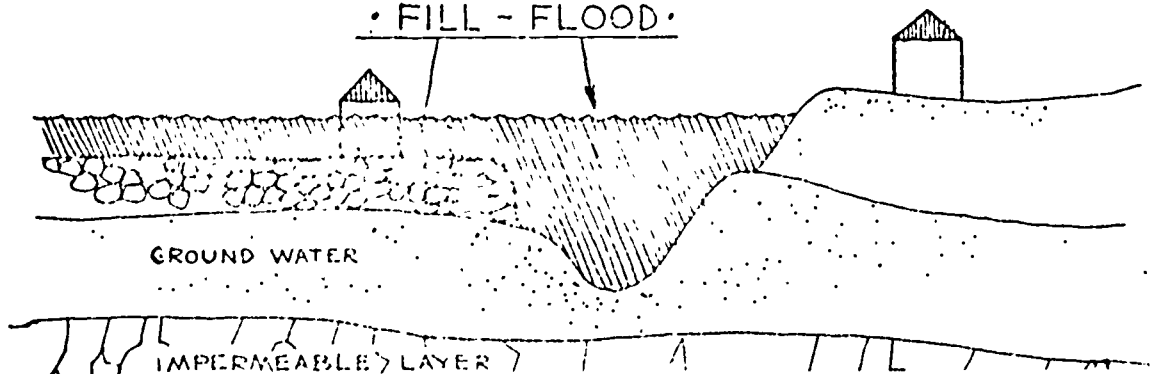 · FILL - FLOOD ·
GROUND WATER
IMPERMEABLE LAYER